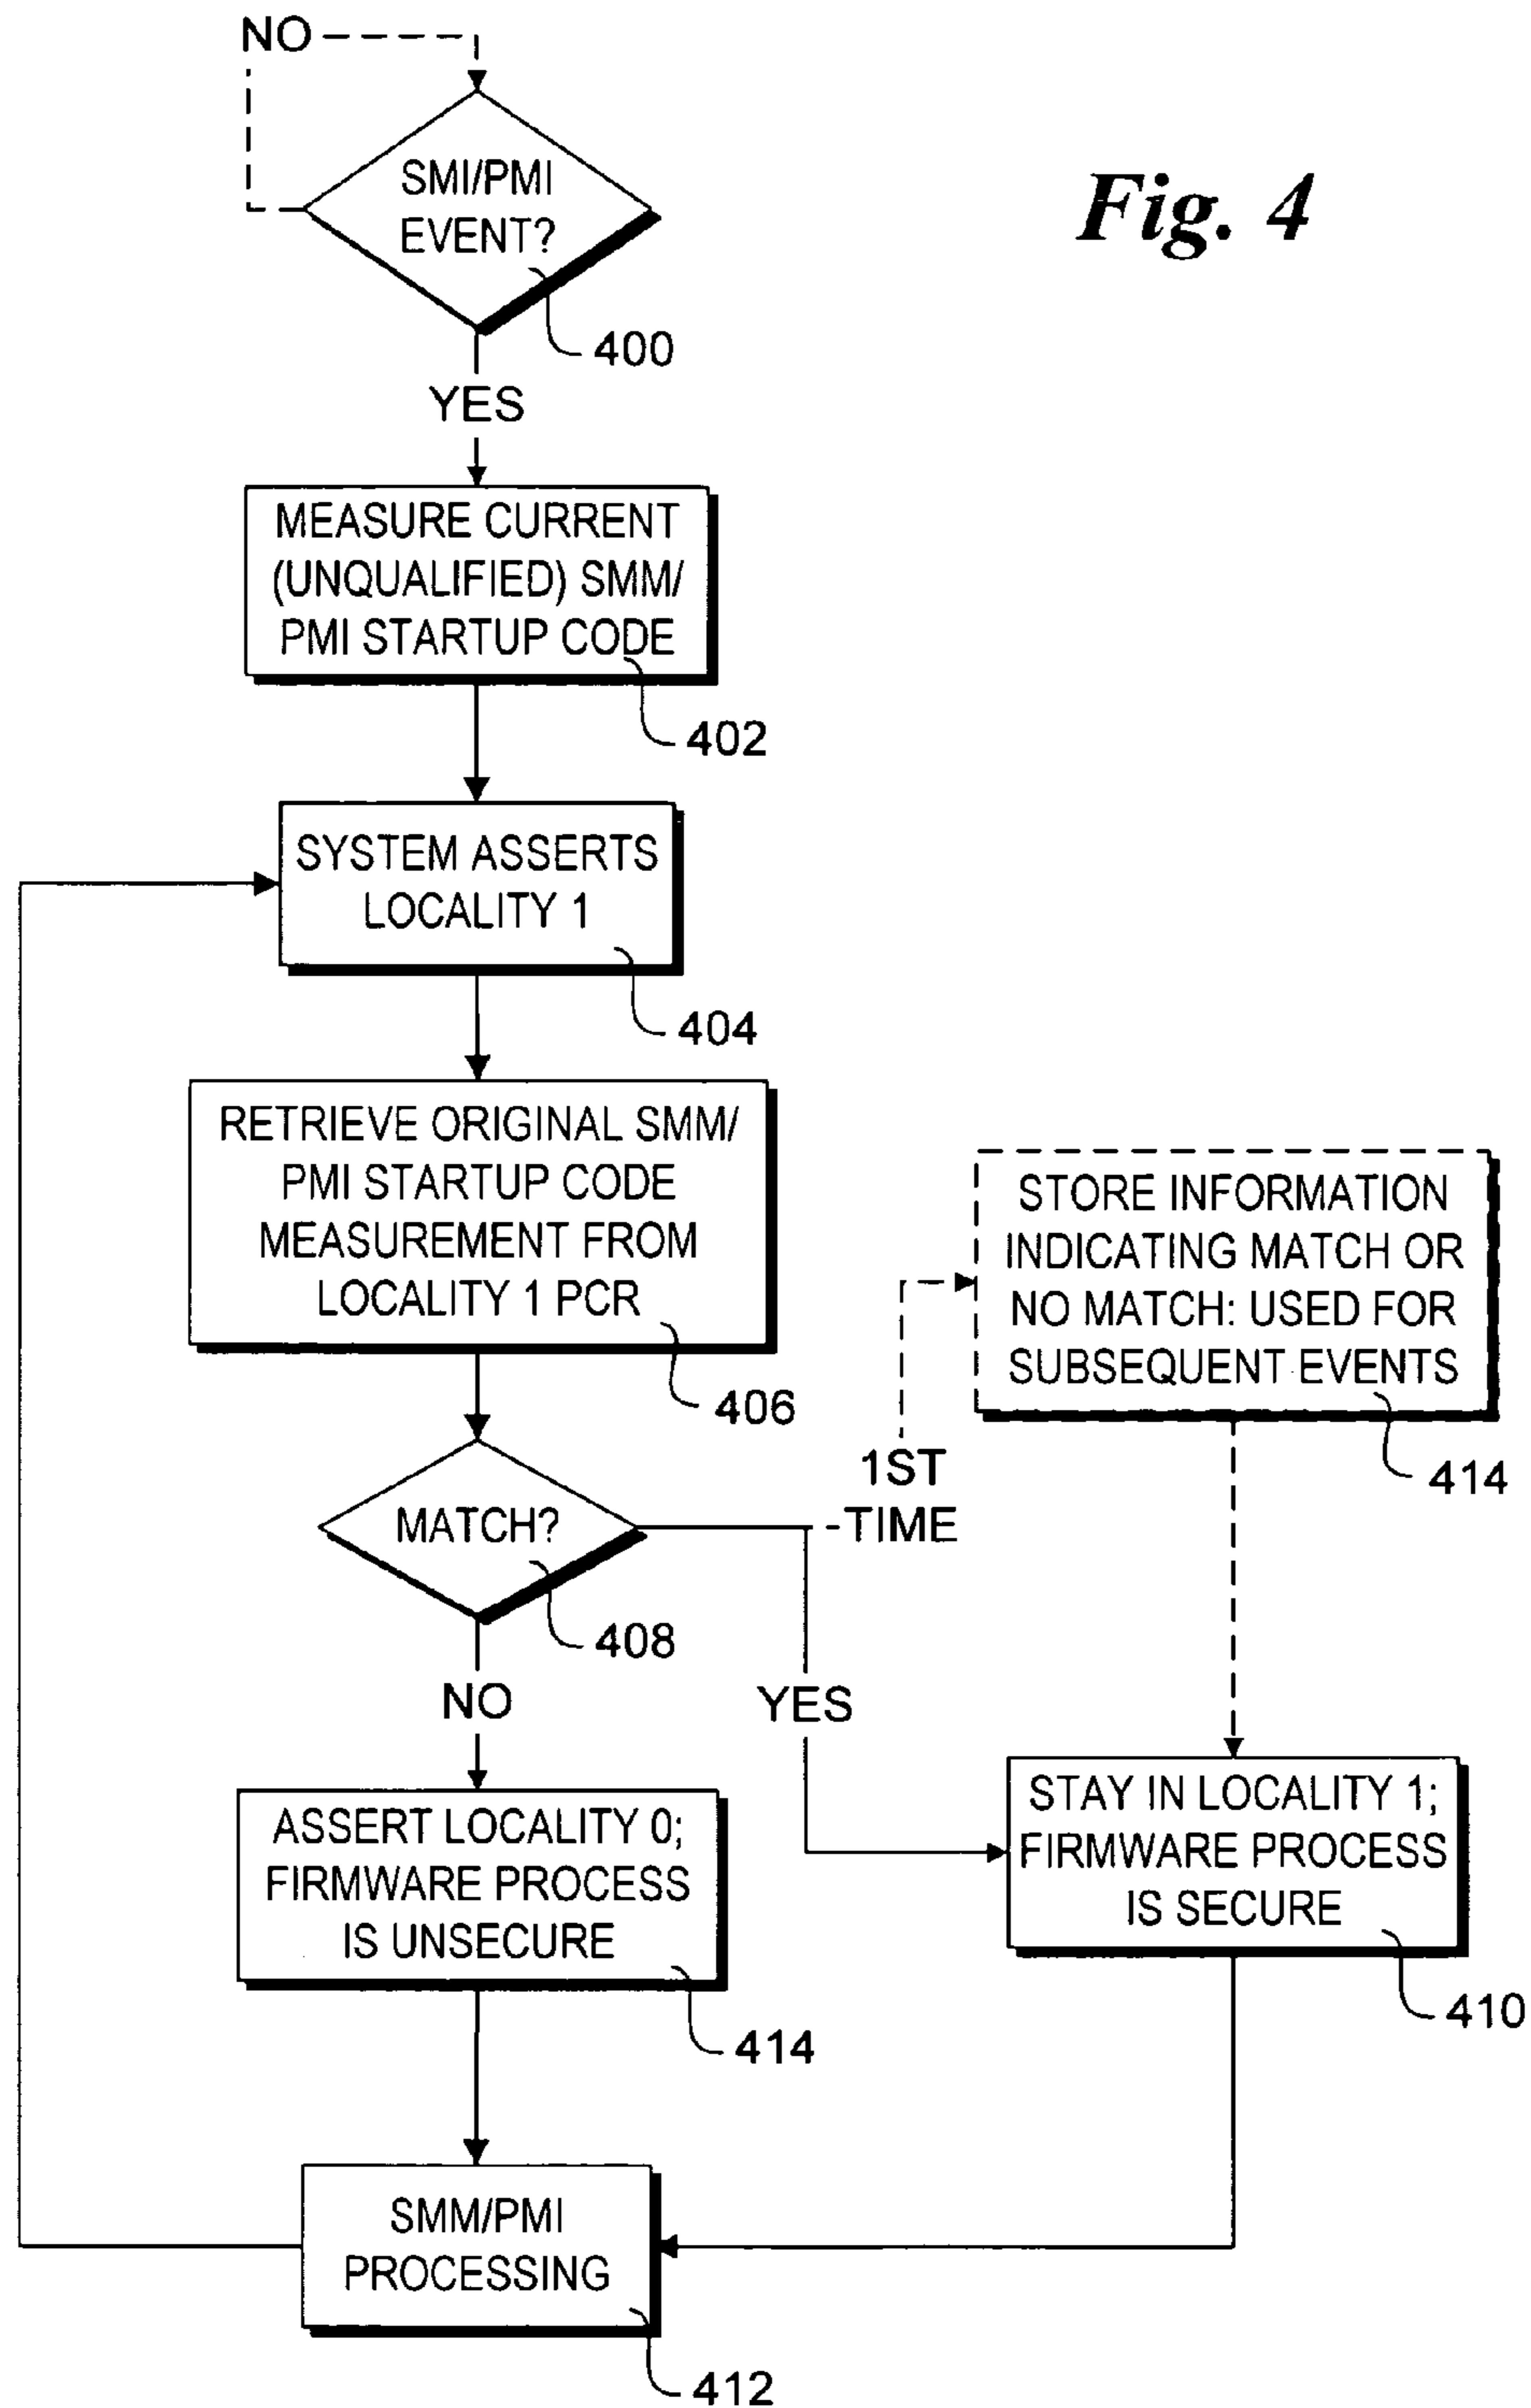 NO
Fig. 4
SMI/PMI
EVENT?
400
YES
MEASURE CURRENT
(UNQUALIFIED) SMM/
PMI STARTUP CODE
402
SYSTEM ASSERTS
LOCALITY 1
404
RETRIEVE ORIGINAL SMM/
PMI STARTUP CODE
MEASUREMENT FROM
LOCALITY 1 PCR
406
STORE INFORMATION
INDICATING MATCH OR
NO MATCH: USED FOR
SUBSEQUENT EVENTS
414
1ST
TIME
MATCH?
408
NO
YES
ASSERT LOCALITY 0;
FIRMWARE PROCESS
IS UNSECURE
414
STAY IN LOCALITY 1;
FIRMWARE PROCESS
IS SECURE
410
SMM/PMI
PROCESSING
412